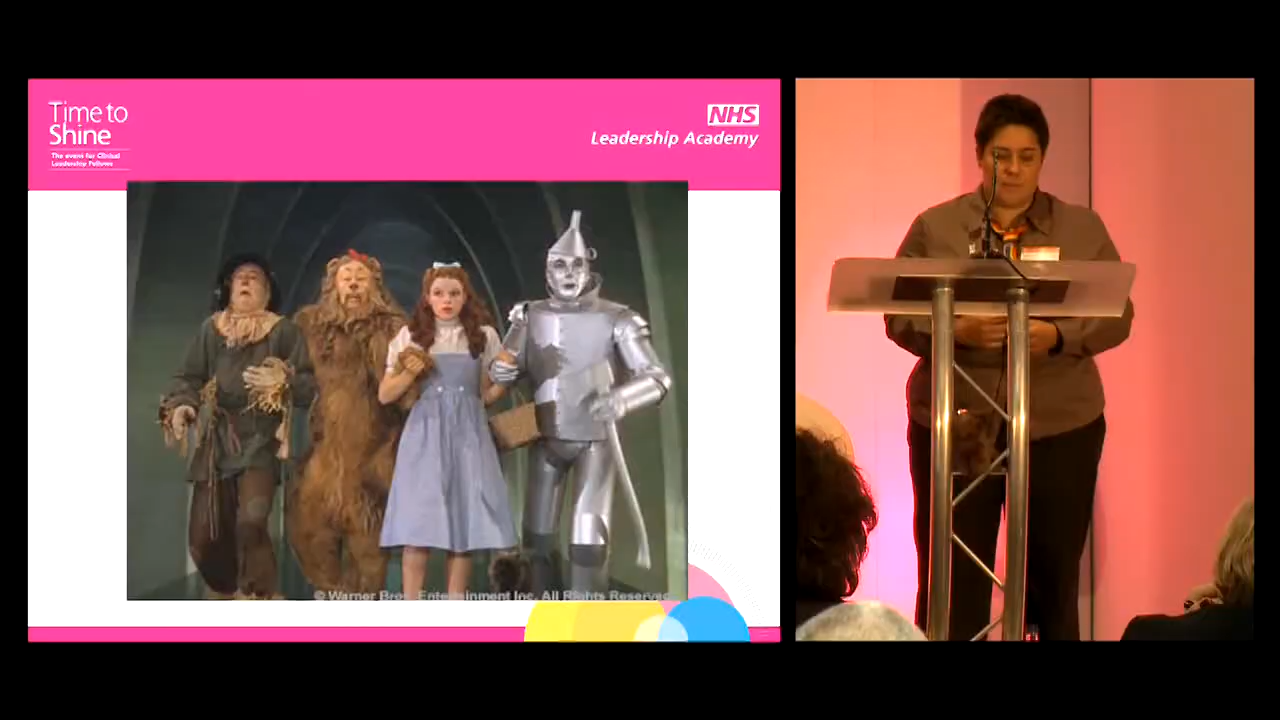 Time to
Shine
The event for Clinical
Leadership Fellows
NHS
Leadership Academy
© Warner Bros. Entertainment Inc. All Rights Reserved